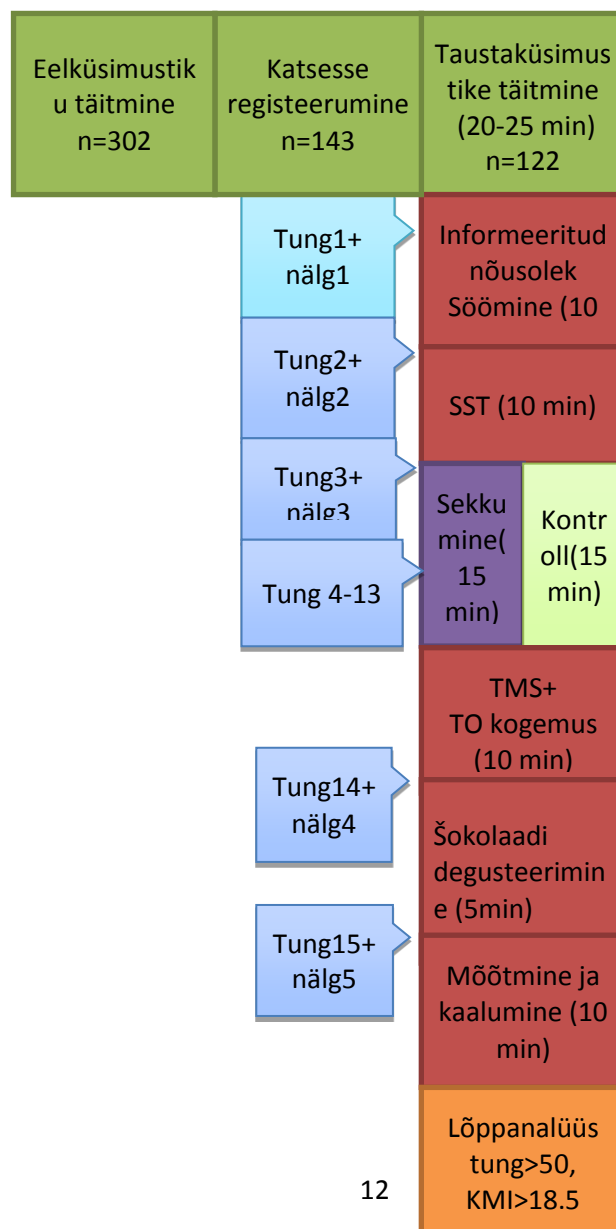 Eelküsimustik
u täitmine
n=302
Katsesse
registeerumine
n=143
Taustaküsimus
tike täitmine
(20-25 min)
n=122
Tung1+
nälg1
Informeeritud
nõusolek
Söömine (10
Tung2+
nälg2
SST (10 min)
Tung3+
nälg3
Sekku
mine(
15
min)
Kontr
oll(15
min)
Tung 4-13
TMS+
TO kogemus
(10 min)
Tung14+
nälg4
Šokolaadi
degusteerimin
e (5min)
Tung15+
nälg5
Mõõtmine ja
kaalumine (10
min)
Lõppanalüüs
tung>50,
KMI>18.5
12